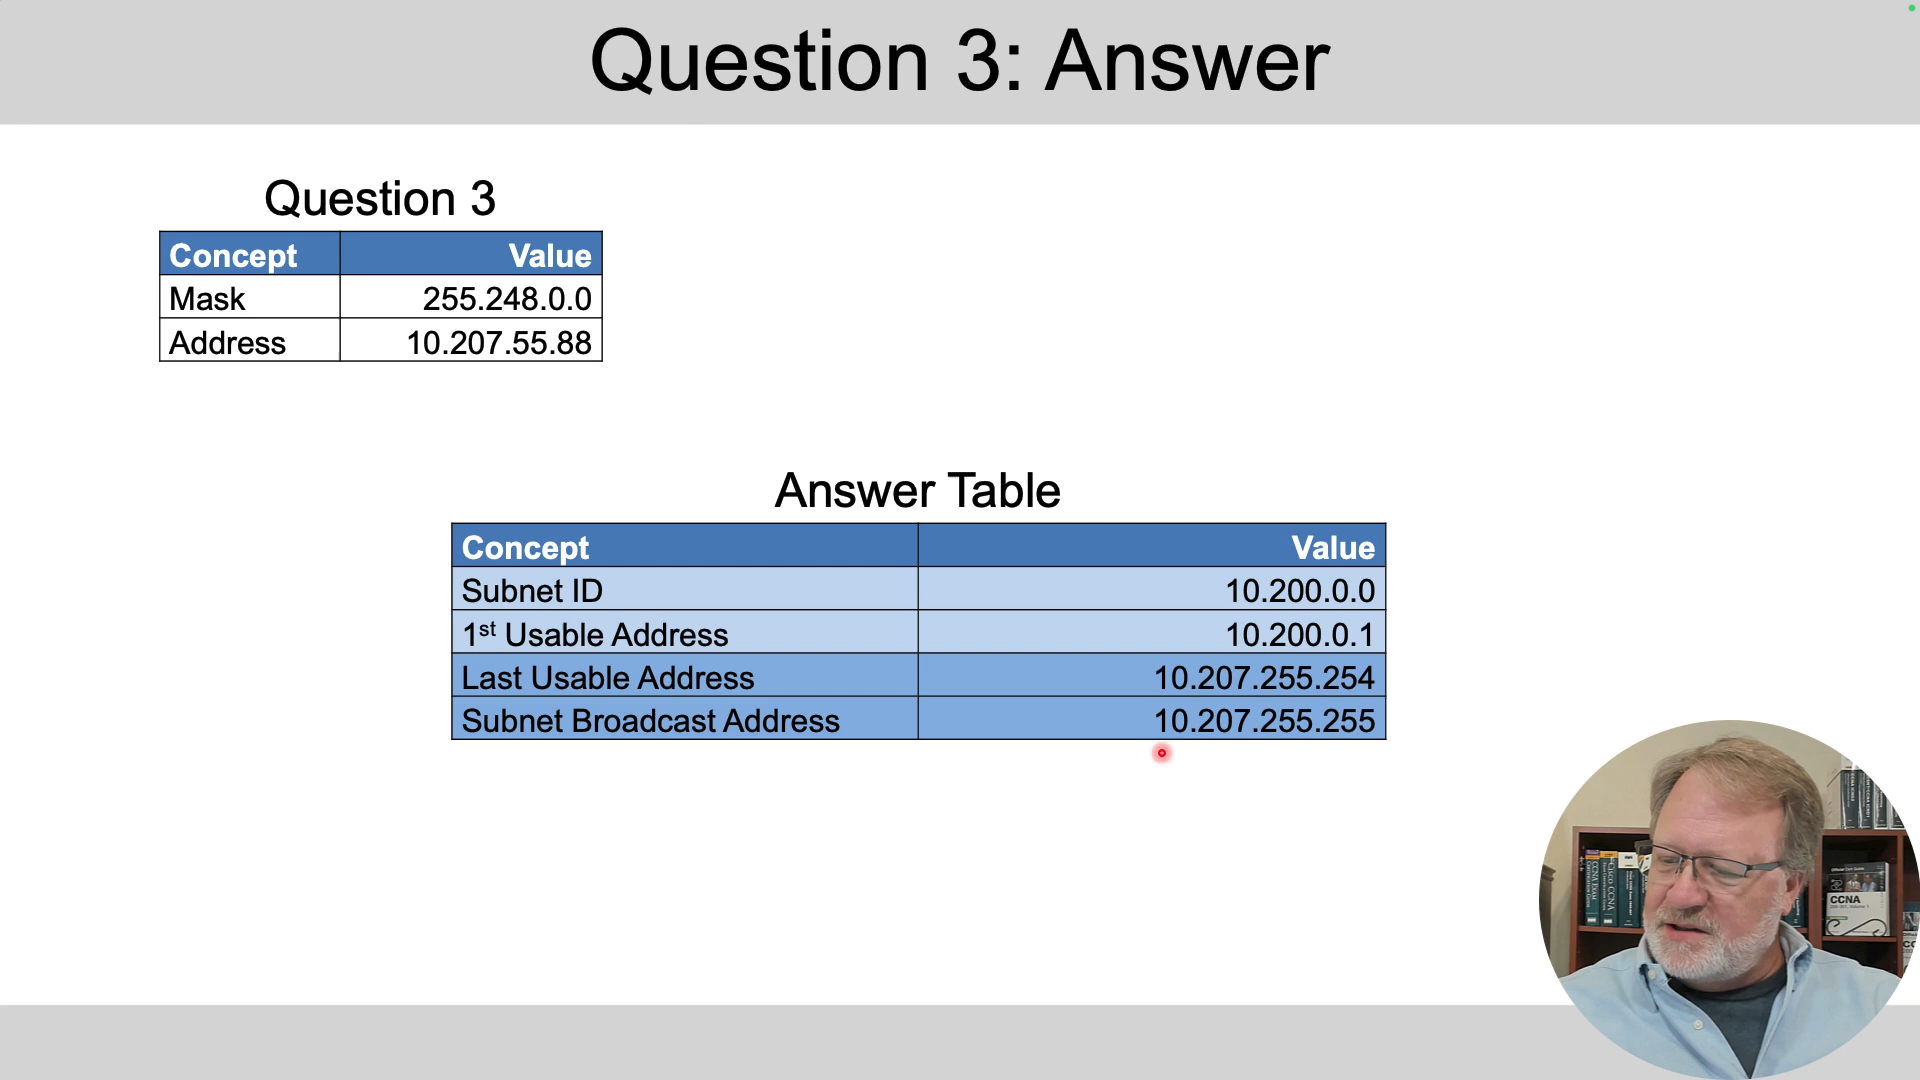 Question 3: Answer
Question 3
Concept Value
Mask 255.248.0.0
Address 10.207.55.88
Answer Table
Concept Value
Subnet ID 10.200.0.0
1st Usable Address 10.200.0.1
Last Usable Address 10.207.255.254
Subnet Broadcast Address 10.207.255.255
CCNA